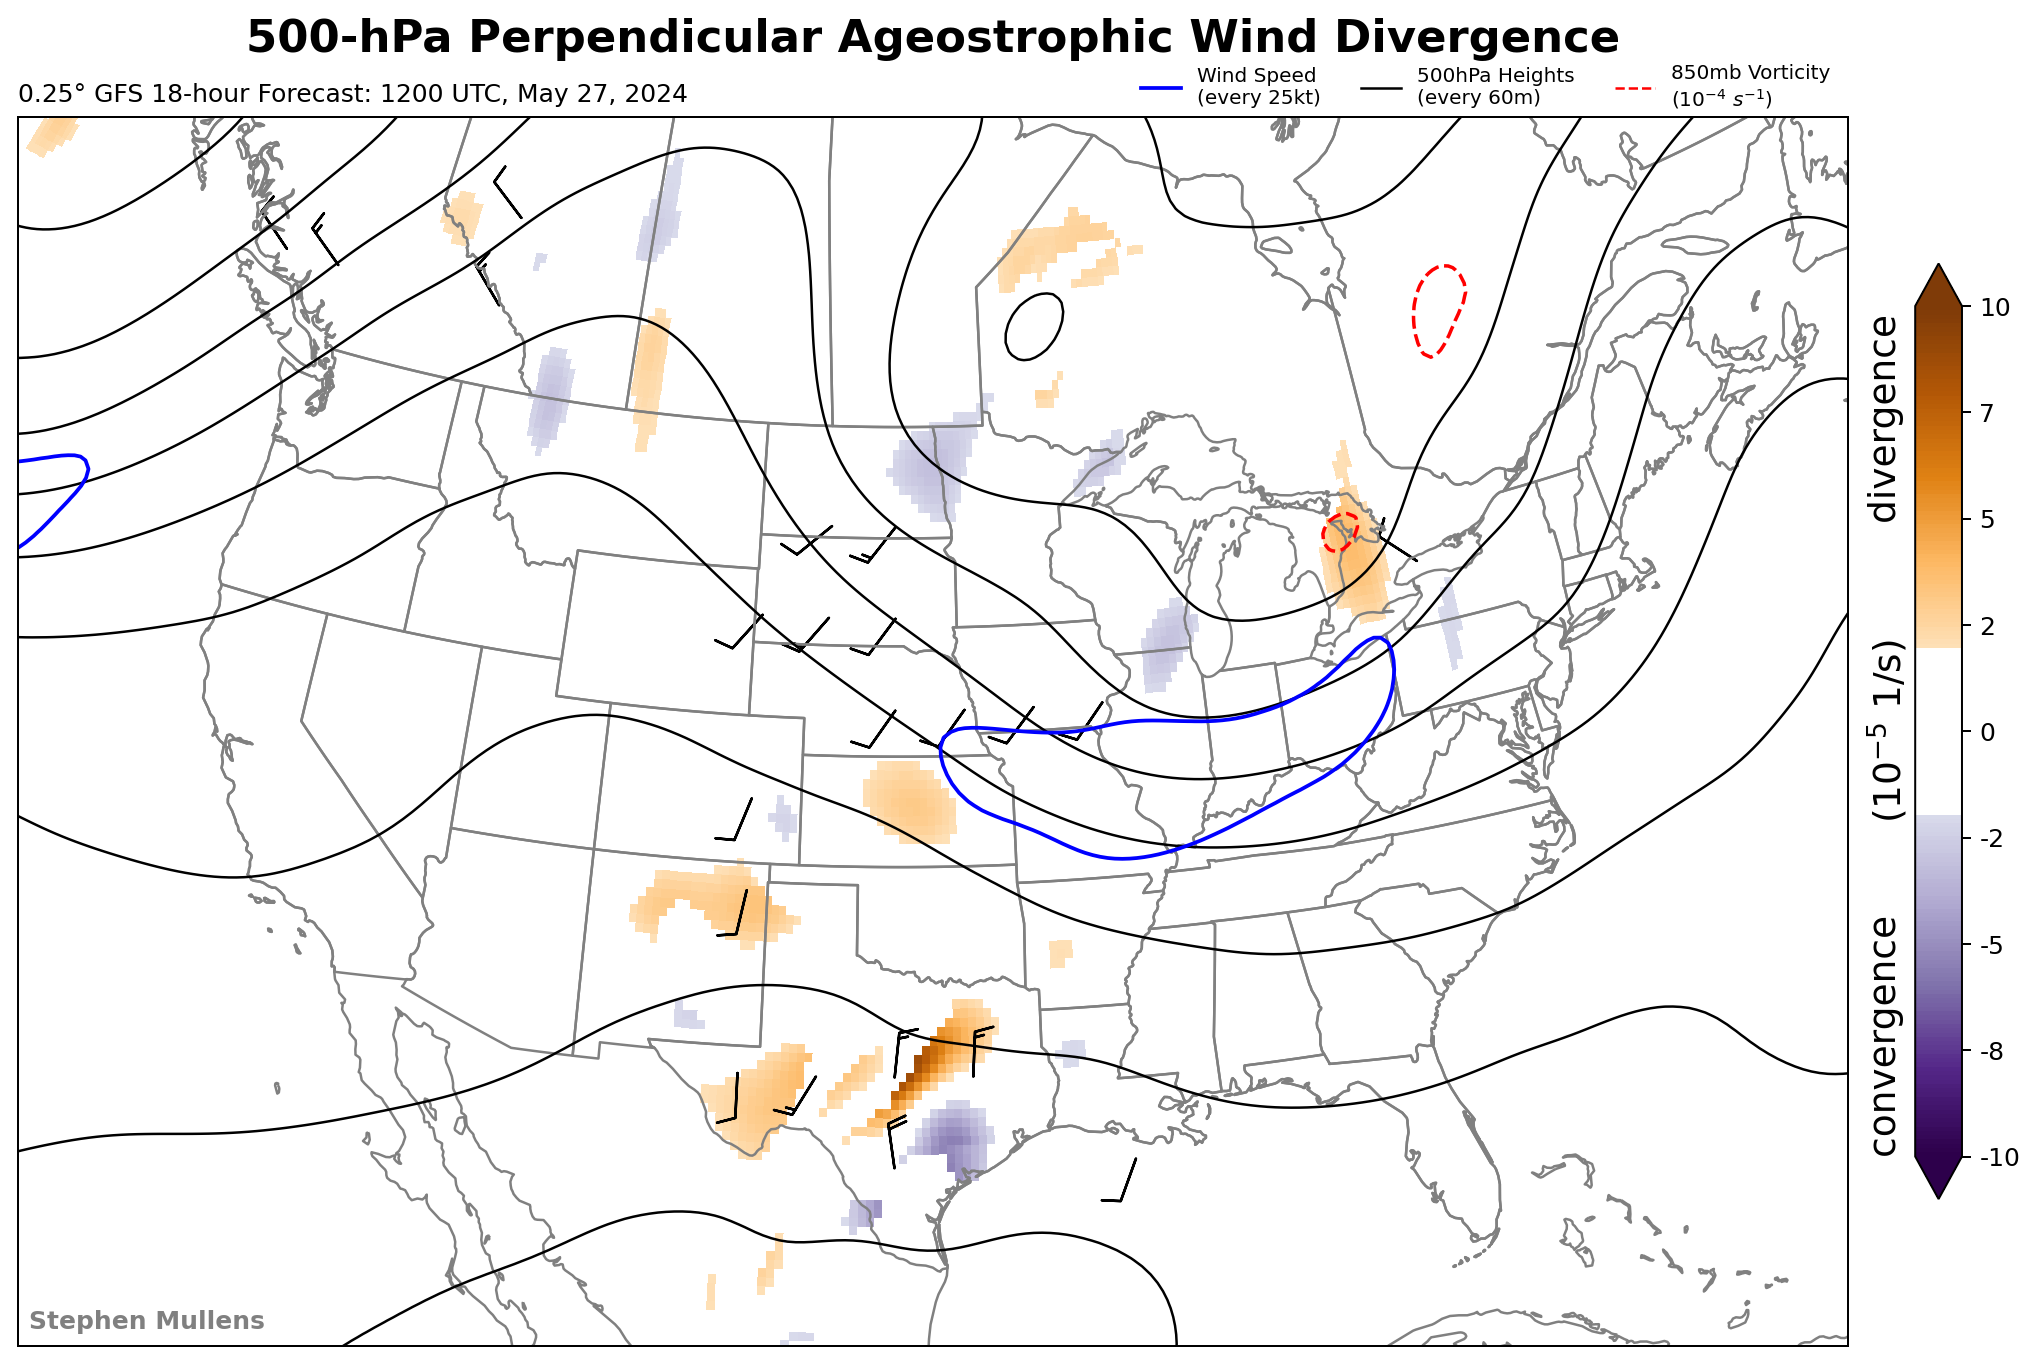 500-hPa Perpendicular Ageostrophic Wind Divergence
0.25° GFS 18-hour Forecast: 1200 UTC, May 27, 2024
Wind Speed
(every 25kt)
500hPa Heights
(every 60m)
850mb Vorticity
(10⁻⁴ s⁻¹)
10
7
5
2
0
-2
-5
-8
-10
convergence (10⁻⁵ 1/s) divergence
Stephen Mullens